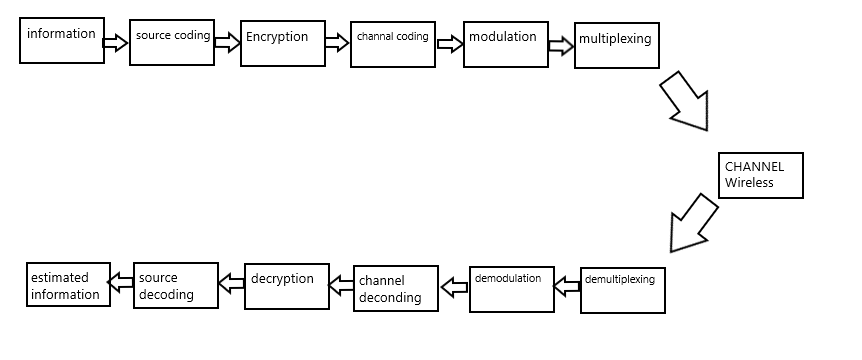 information
source coding
Encryption
channal coding
modulation
multiplexing
CHANNEL
Wireless
estimated
information
source
decoding
decryption
channel
deconding
demodulation
demultiplexing